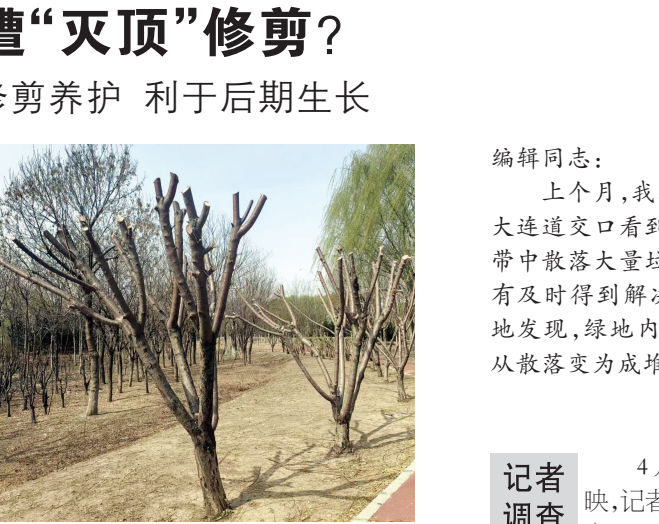 遭“灭顶”修剪？
修剪养护 利于后期生长
编辑同志：
上个月，我
大连道交口看到
带中散落大量垃
有及时得到解决
地发现，绿地内
从散落变为成堆
记者
调查
4月
映，记者